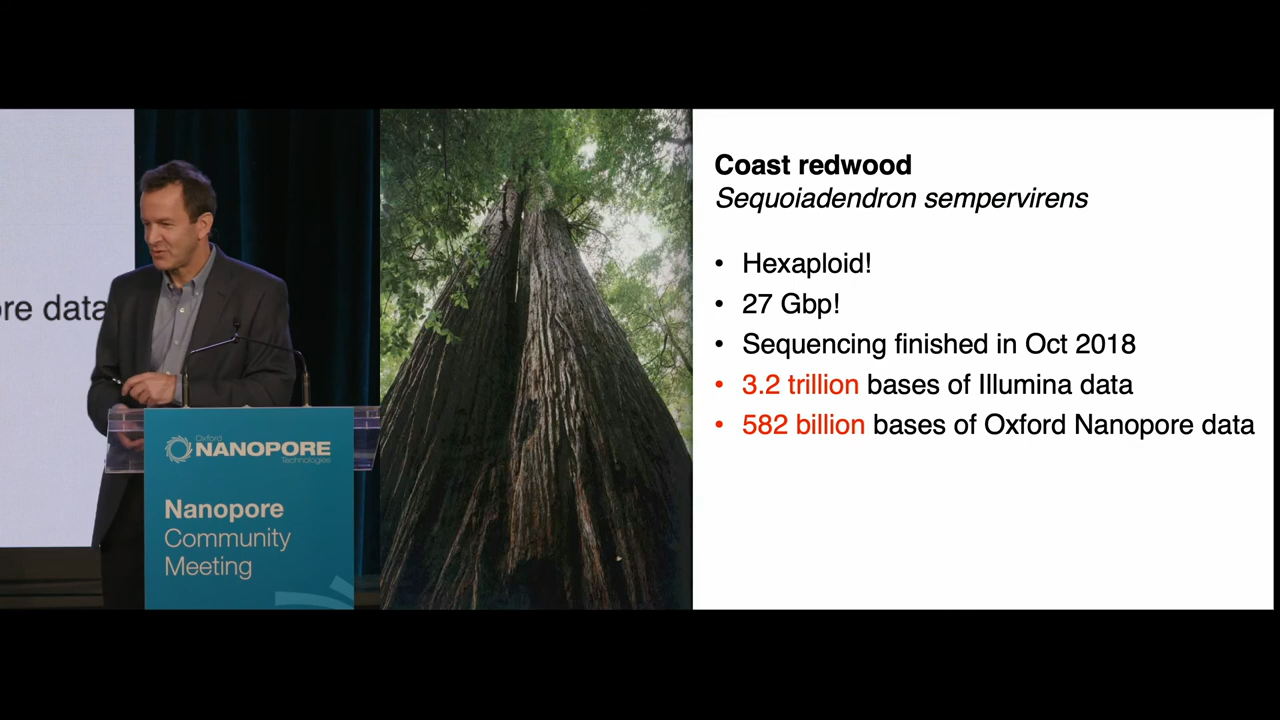 re data
Oxford
NANOPORE
Technologies
Nanopore
Community
Meeting
Coast redwood
Sequoiadendron sempervirens
• Hexaploid!
• 27 Gbp!
• Sequencing finished in Oct 2018
• 3.2 trillion bases of Illumina data
• 582 billion bases of Oxford Nanopore data